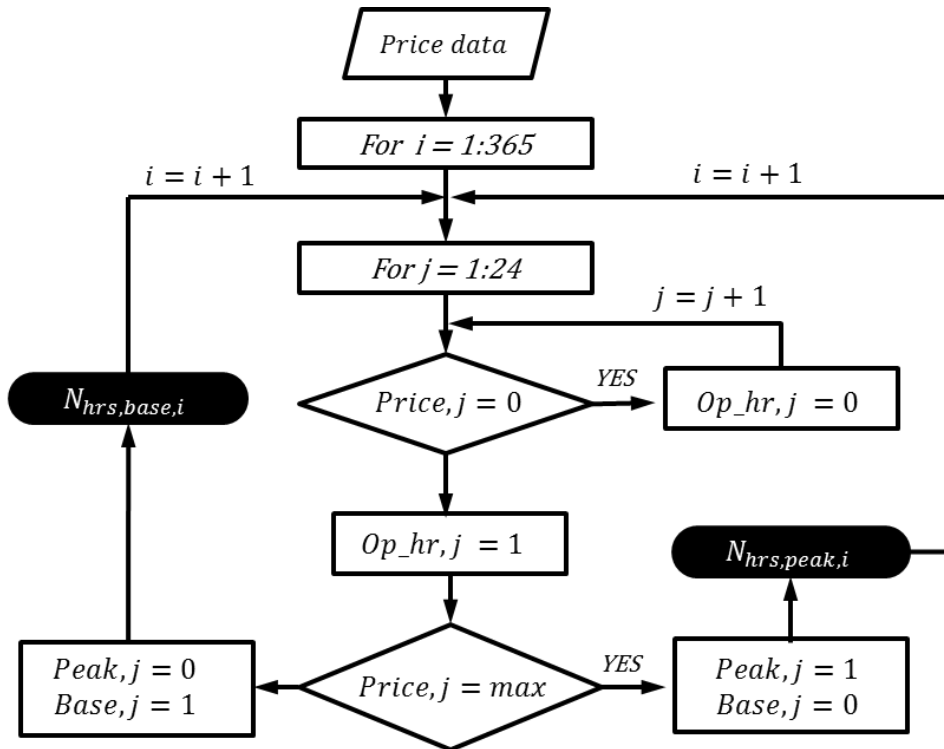 Price data
For i = 1:365
i = i + 1
i = i + 1
For j = 1:24
j = j + 1
Price, j = 0
YES
Op_hr, j = 0
N_{hrs,base,i}
Op_hr, j = 1
N_{hrs,peak,i}
Peak, j = 0
Base, j = 1
Price, j = max
YES
Peak, j = 1
Base, j = 0